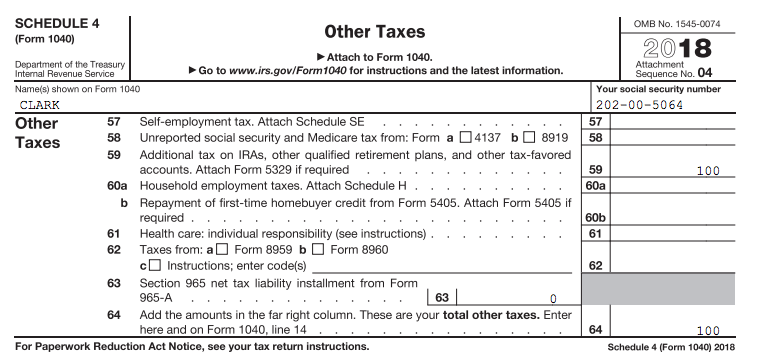 SCHEDULE 4
(Form 1040)
Department of the Treasury
Internal Revenue Service
Other Taxes
▶ Attach to Form 1040.
▶ Go to www.irs.gov/Form1040 for instructions and the latest information.
OMB No. 1545-0074
2018
Attachment
Sequence No. 04
Name(s) shown on Form 1040
CLARK
Your social security number
202-00-5064
Other
Taxes
57 Self-employment tax. Attach Schedule SE . . . . . . . . . . . . 57
58 Unreported social security and Medicare tax from: Form a ☐ 4137 b ☐ 8919 58
59 Additional tax on IRAs, other qualified retirement plans, and other tax-favored
accounts. Attach Form 5329 if required . . . . . . . . . . . . 59 100
60a Household employment taxes. Attach Schedule H . . . . . . . . . . 60a
b Repayment of first-time homebuyer credit from Form 5405. Attach Form 5405 if
required . . . . . . . . . . . . . . . . . . . . . . . 60b
61 Health care: individual responsibility (see instructions) . . . . . . . . . 61
62 Taxes from: a ☐ Form 8959 b ☐ Form 8960
c ☐ Instructions; enter code(s) 62
63 Section 965 net tax liability installment from Form
965-A . . . . . . . . . . . . . . 63 0
64 Add the amounts in the far right column. These are your total other taxes. Enter
here and on Form 1040, line 14 . . . . . . . . . . . . . . . 64 100
For Paperwork Reduction Act Notice, see your tax return instructions.
Schedule 4 (Form 1040) 2018